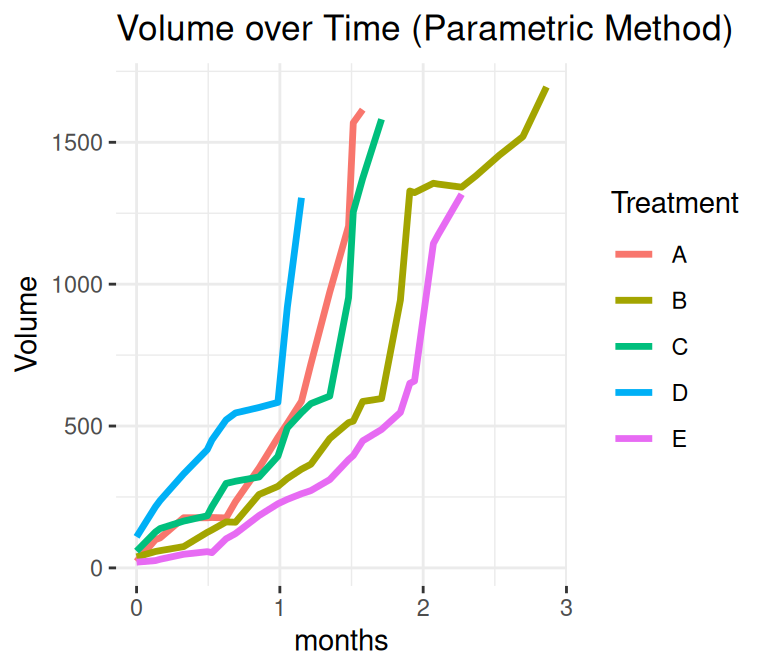 Volume over Time (Parametric Method)
Volume
1500
1000
500
0
0 1 2 3
months
Treatment
A
B
C
D
E